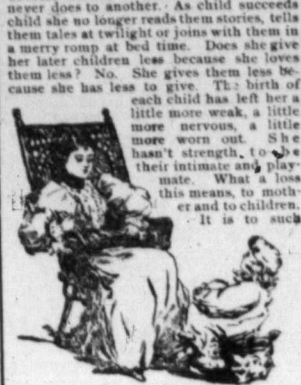 never does to another. As child succeeds
child she no longer reads them stories, tells
them tales at twilight or joins with them in
a merry romp at bed time. Does she give
her later children less because she loves
them less? No. She gives them less be-
cause she has less to give. The birth of
each child has left her a
little more weak, a little
more nervous, a little
more worn out. She
hasn't strength to be
their intimate and play-
mate. What a loss
this means, to moth-
er and to children.
It is to such